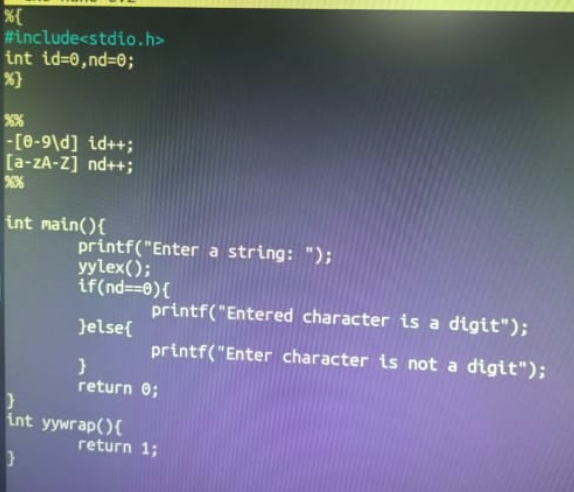 %{
#include<stdio.h>
int id=0,nd=0;
%}
%%
-[0-9\d] id++;
[a-zA-Z] nd++;
%%
int main(){
printf("Enter a string: ");
yylex();
if(nd==0){
printf("Entered character is a digit");
}else{
printf("Enter character is not a digit");
}
return 0;
}
int yywrap(){
return 1;
}